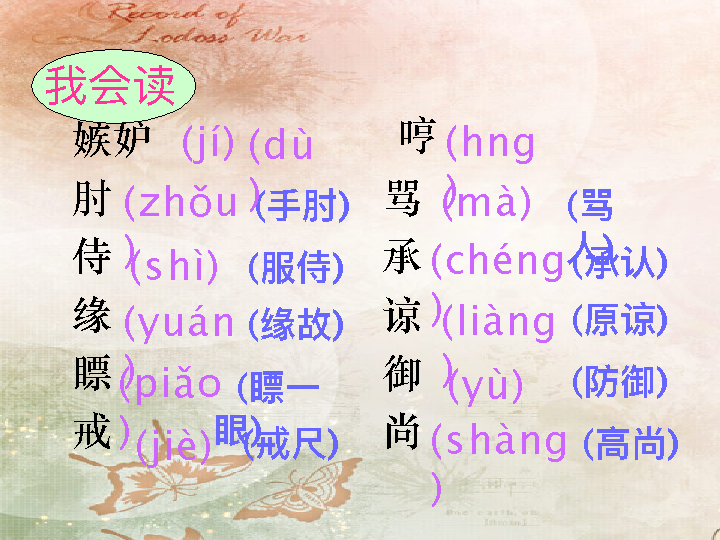 Record of
Lodoss War
我会读
嫉妒 (jí) (dù) 哼 (hng)
肘 (zhǒu) (手肘) 骂 (mà) (骂人)
侍 (shì) (服侍) 承 (chéng) (承认)
缘 (yuán) (缘故) 谅 (liàng) (原谅)
瞟 (piǎo) (瞟一眼) 御 (yù) (防御)
戒 (jiè) (戒尺) 尚 (shàng) (高尚)